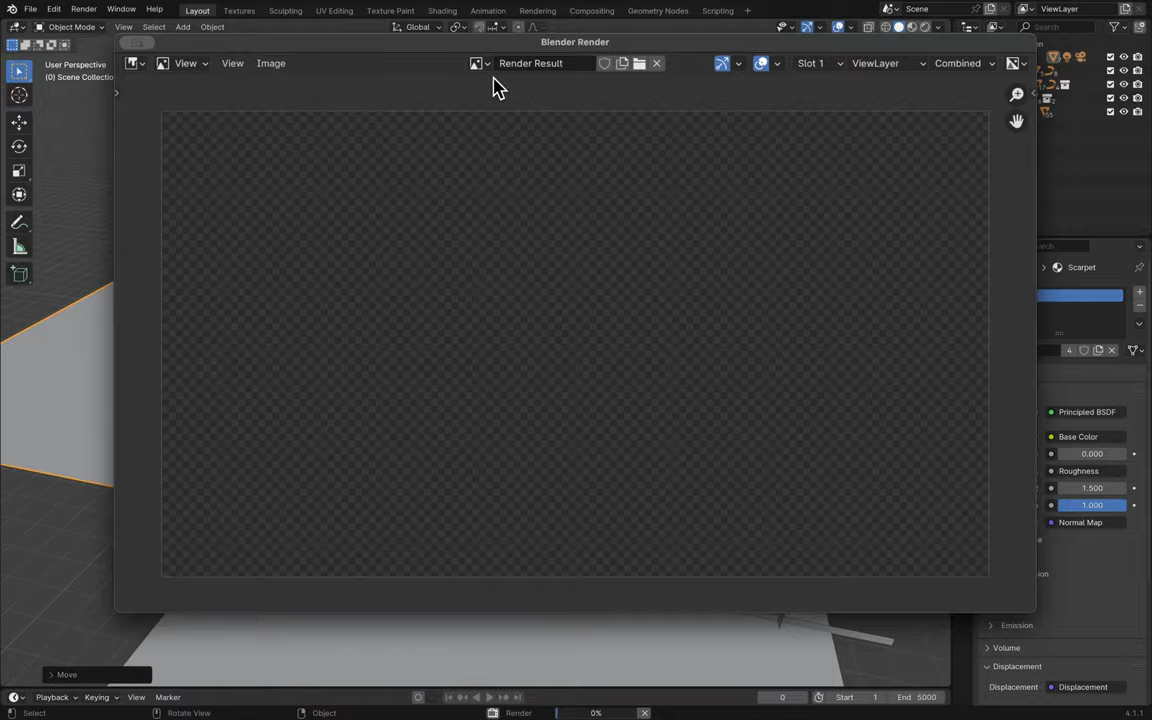 File Edit Render Window Help Layout Textures Sculpting UV Editing Texture Paint Shading Animation Rendering Compositing Geometry Nodes Scripting + Scene ViewLayer
Object Mode View Select Add Object Global Search
Blender Render
View View Image Render Result Slot 1 ViewLayer Combined
User Perspective
(0) Scene Collectio
Scarpet
4
Principled BSDF
Base Color
0.000
Roughness
1.500
1.000
Normal Map
Emission
Volume
Displacement
Displacement Displacement
Move
Playback Keying View Marker 0 Start 1 End 5000
Select Rotate View Object Render 0% 4.1.1